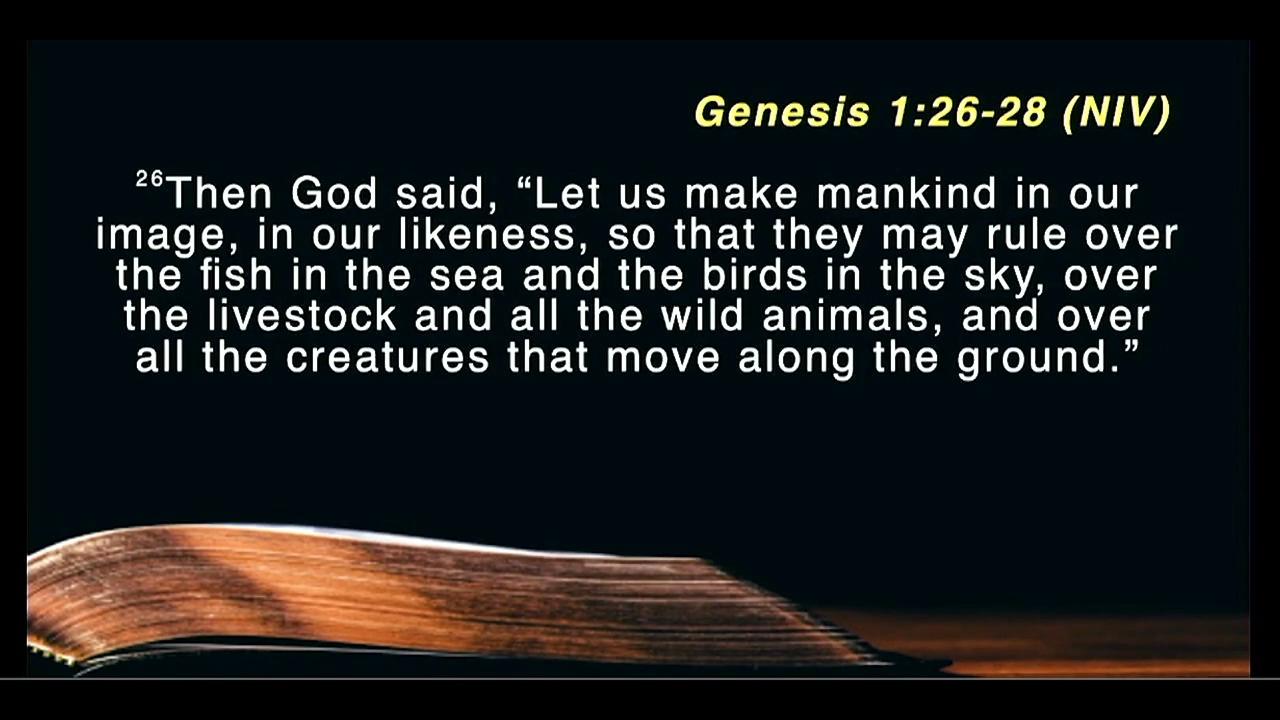 Genesis 1:26-28 (NIV)
26Then God said, “Let us make mankind in our
image, in our likeness, so that they may rule over
the fish in the sea and the birds in the sky, over
the livestock and all the wild animals, and over
all the creatures that move along the ground.”